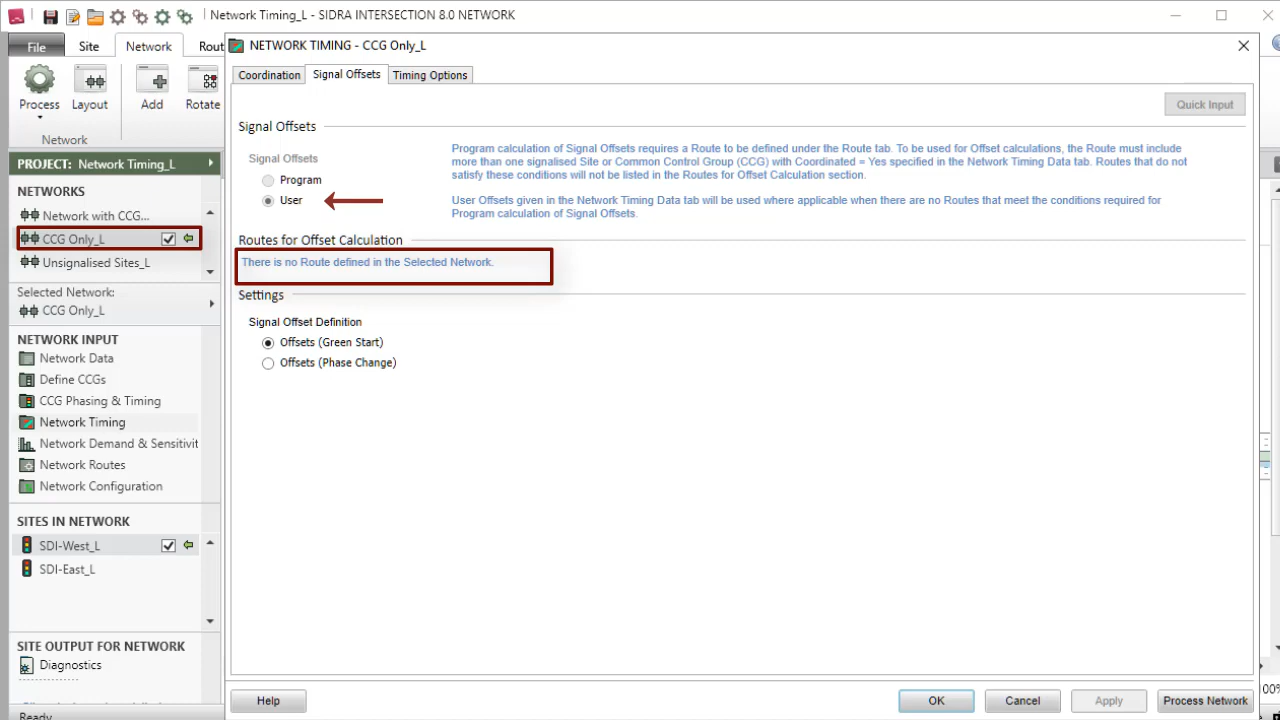 Network Timing_L - SIDRA INTERSECTION 8.0 NETWORK
File
Site
Network
Rout
Process
Layout
Add
Rotate
Network
PROJECT: Network Timing_L
NETWORKS
Network with CCG...
CCG Only_L
Unsignalised Sites_L
Selected Network:
CCG Only_L
NETWORK INPUT
Network Data
Define CCGs
CCG Phasing & Timing
Network Timing
Network Demand & Sensitivit
Network Routes
Network Configuration
SITES IN NETWORK
SDI-West_L
SDI-East_L
SITE OUTPUT FOR NETWORK
Diagnostics
Ready
NETWORK TIMING - CCG Only_L
Coordination
Signal Offsets
Timing Options
Quick Input
Signal Offsets
Signal Offsets
Program
User
Program calculation of Signal Offsets requires a Route to be defined under the Route tab. To be used for Offset calculations, the Route must include
more than one signalised Site or Common Control Group (CCG) with Coordinated = Yes specified in the Network Timing Data tab. Routes that do not
satisfy these conditions will not be listed in the Routes for Offset Calculation section.
User Offsets given in the Network Timing Data tab will be used where applicable when there are no Routes that meet the conditions required for
Program calculation of Signal Offsets.
Routes for Offset Calculation
There is no Route defined in the Selected Network.
Settings
Signal Offset Definition
Offsets (Green Start)
Offsets (Phase Change)
Help
OK
Cancel
Apply
Process Network
00%